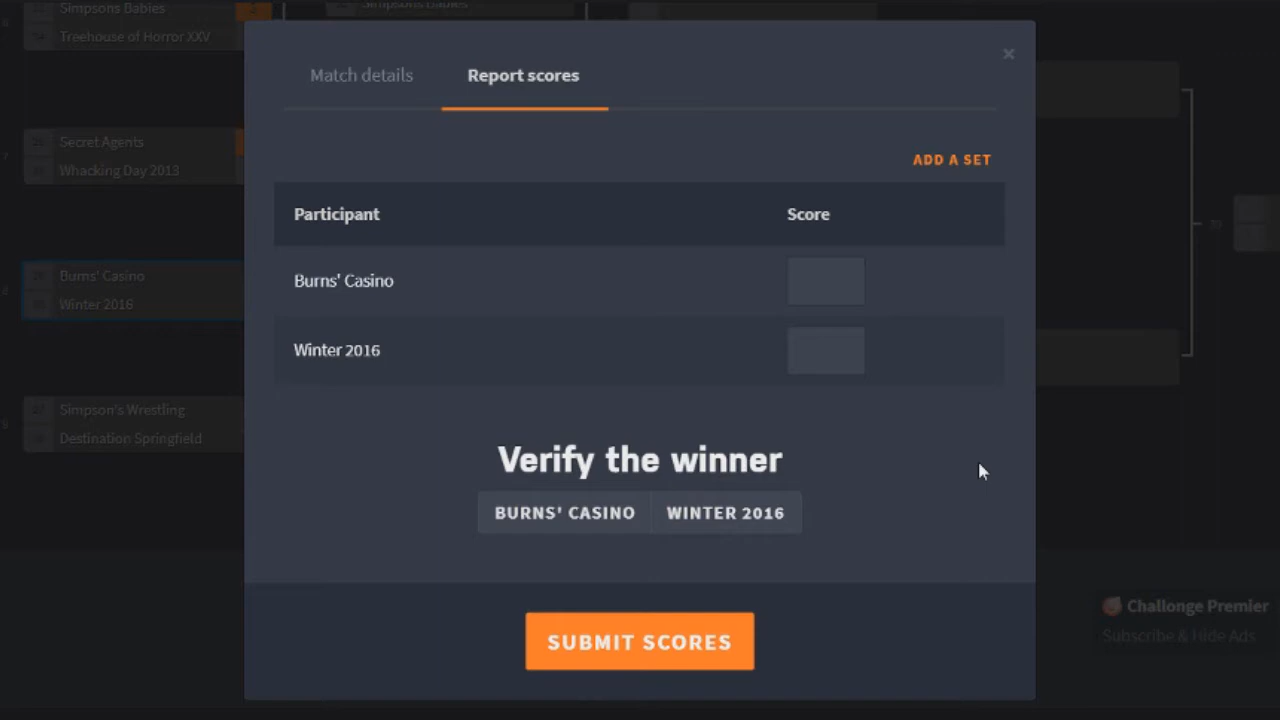 Simpsons Babies
Treehouse of Horror XXV
Simpsons Babies
Match details
Report scores
×
ADD A SET
Secret Agents
Whacking Day 2013
Participant
Score
Burns' Casino
Winter 2016
Burns' Casino
Winter 2016
Simpson's Wrestling
Destination Springfield
Verify the winner
BURNS' CASINO
WINTER 2016
SUBMIT SCORES
Challonge Premier
Subscribe & Hide Ads